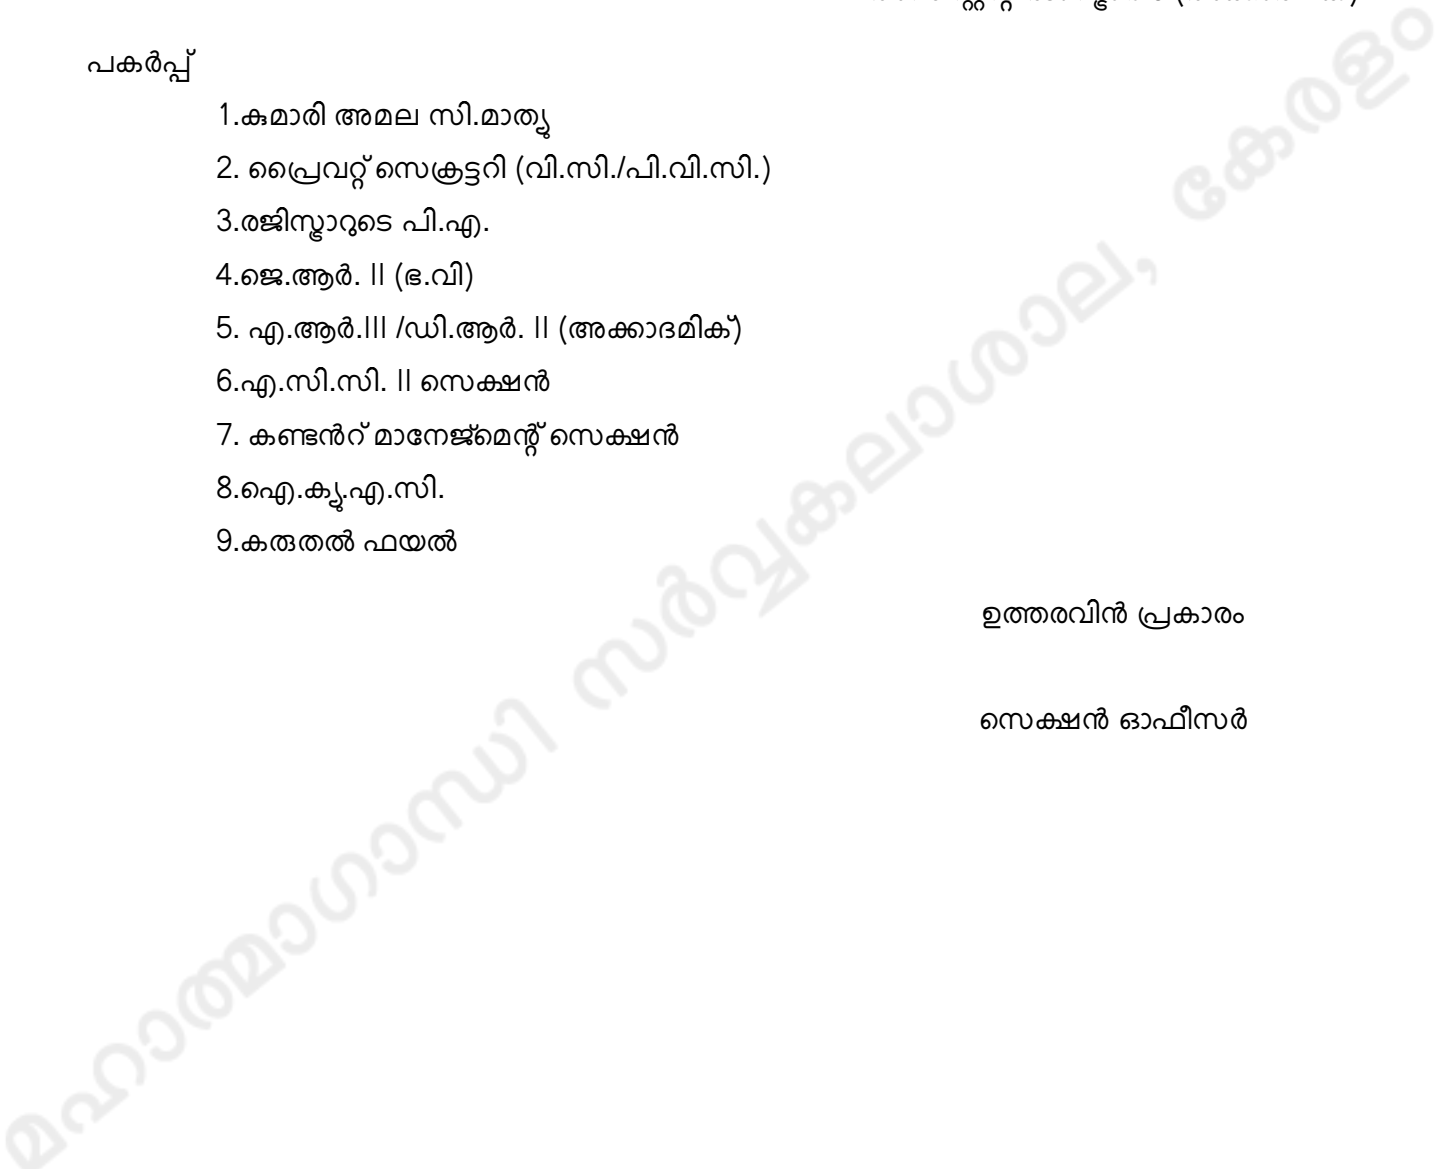 പകർപ്പ്
1.കുമാരി അമല സി.മാത്യു
2. പ്രൈവറ്റ് സെക്രട്ടറി (വി.സി./പി.വി.സി.)
3.രജിസ്ട്രാറുടെ പി.എ.
4.ജെ.ആർ. II (ഭ.വി)
5. എ.ആർ.III /ഡി.ആർ. II (അക്കാദമിക്)
6.എ.സി.സി. II സെക്ഷൻ
7. കണ്ടൻറ് മാനേജ്മെന്റ് സെക്ഷൻ
8.ഐ.ക്യു.എ.സി.
9.കരുതൽ ഫയൽ
ഉത്തരവിൻ പ്രകാരം
സെക്ഷൻ ഓഫീസർ
മഹാത്മാഗാന്ധി സർവ്വകലാശാല, കേരളം